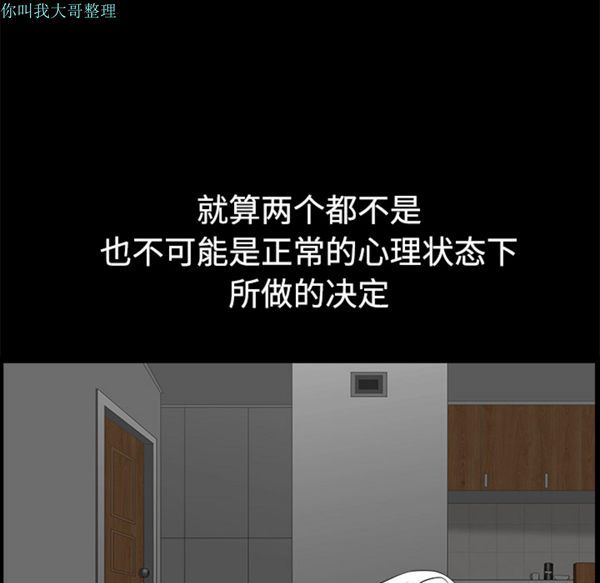 你叫我大哥整理
就算两个都不是
也不可能是正常的心理状态下
所做的决定